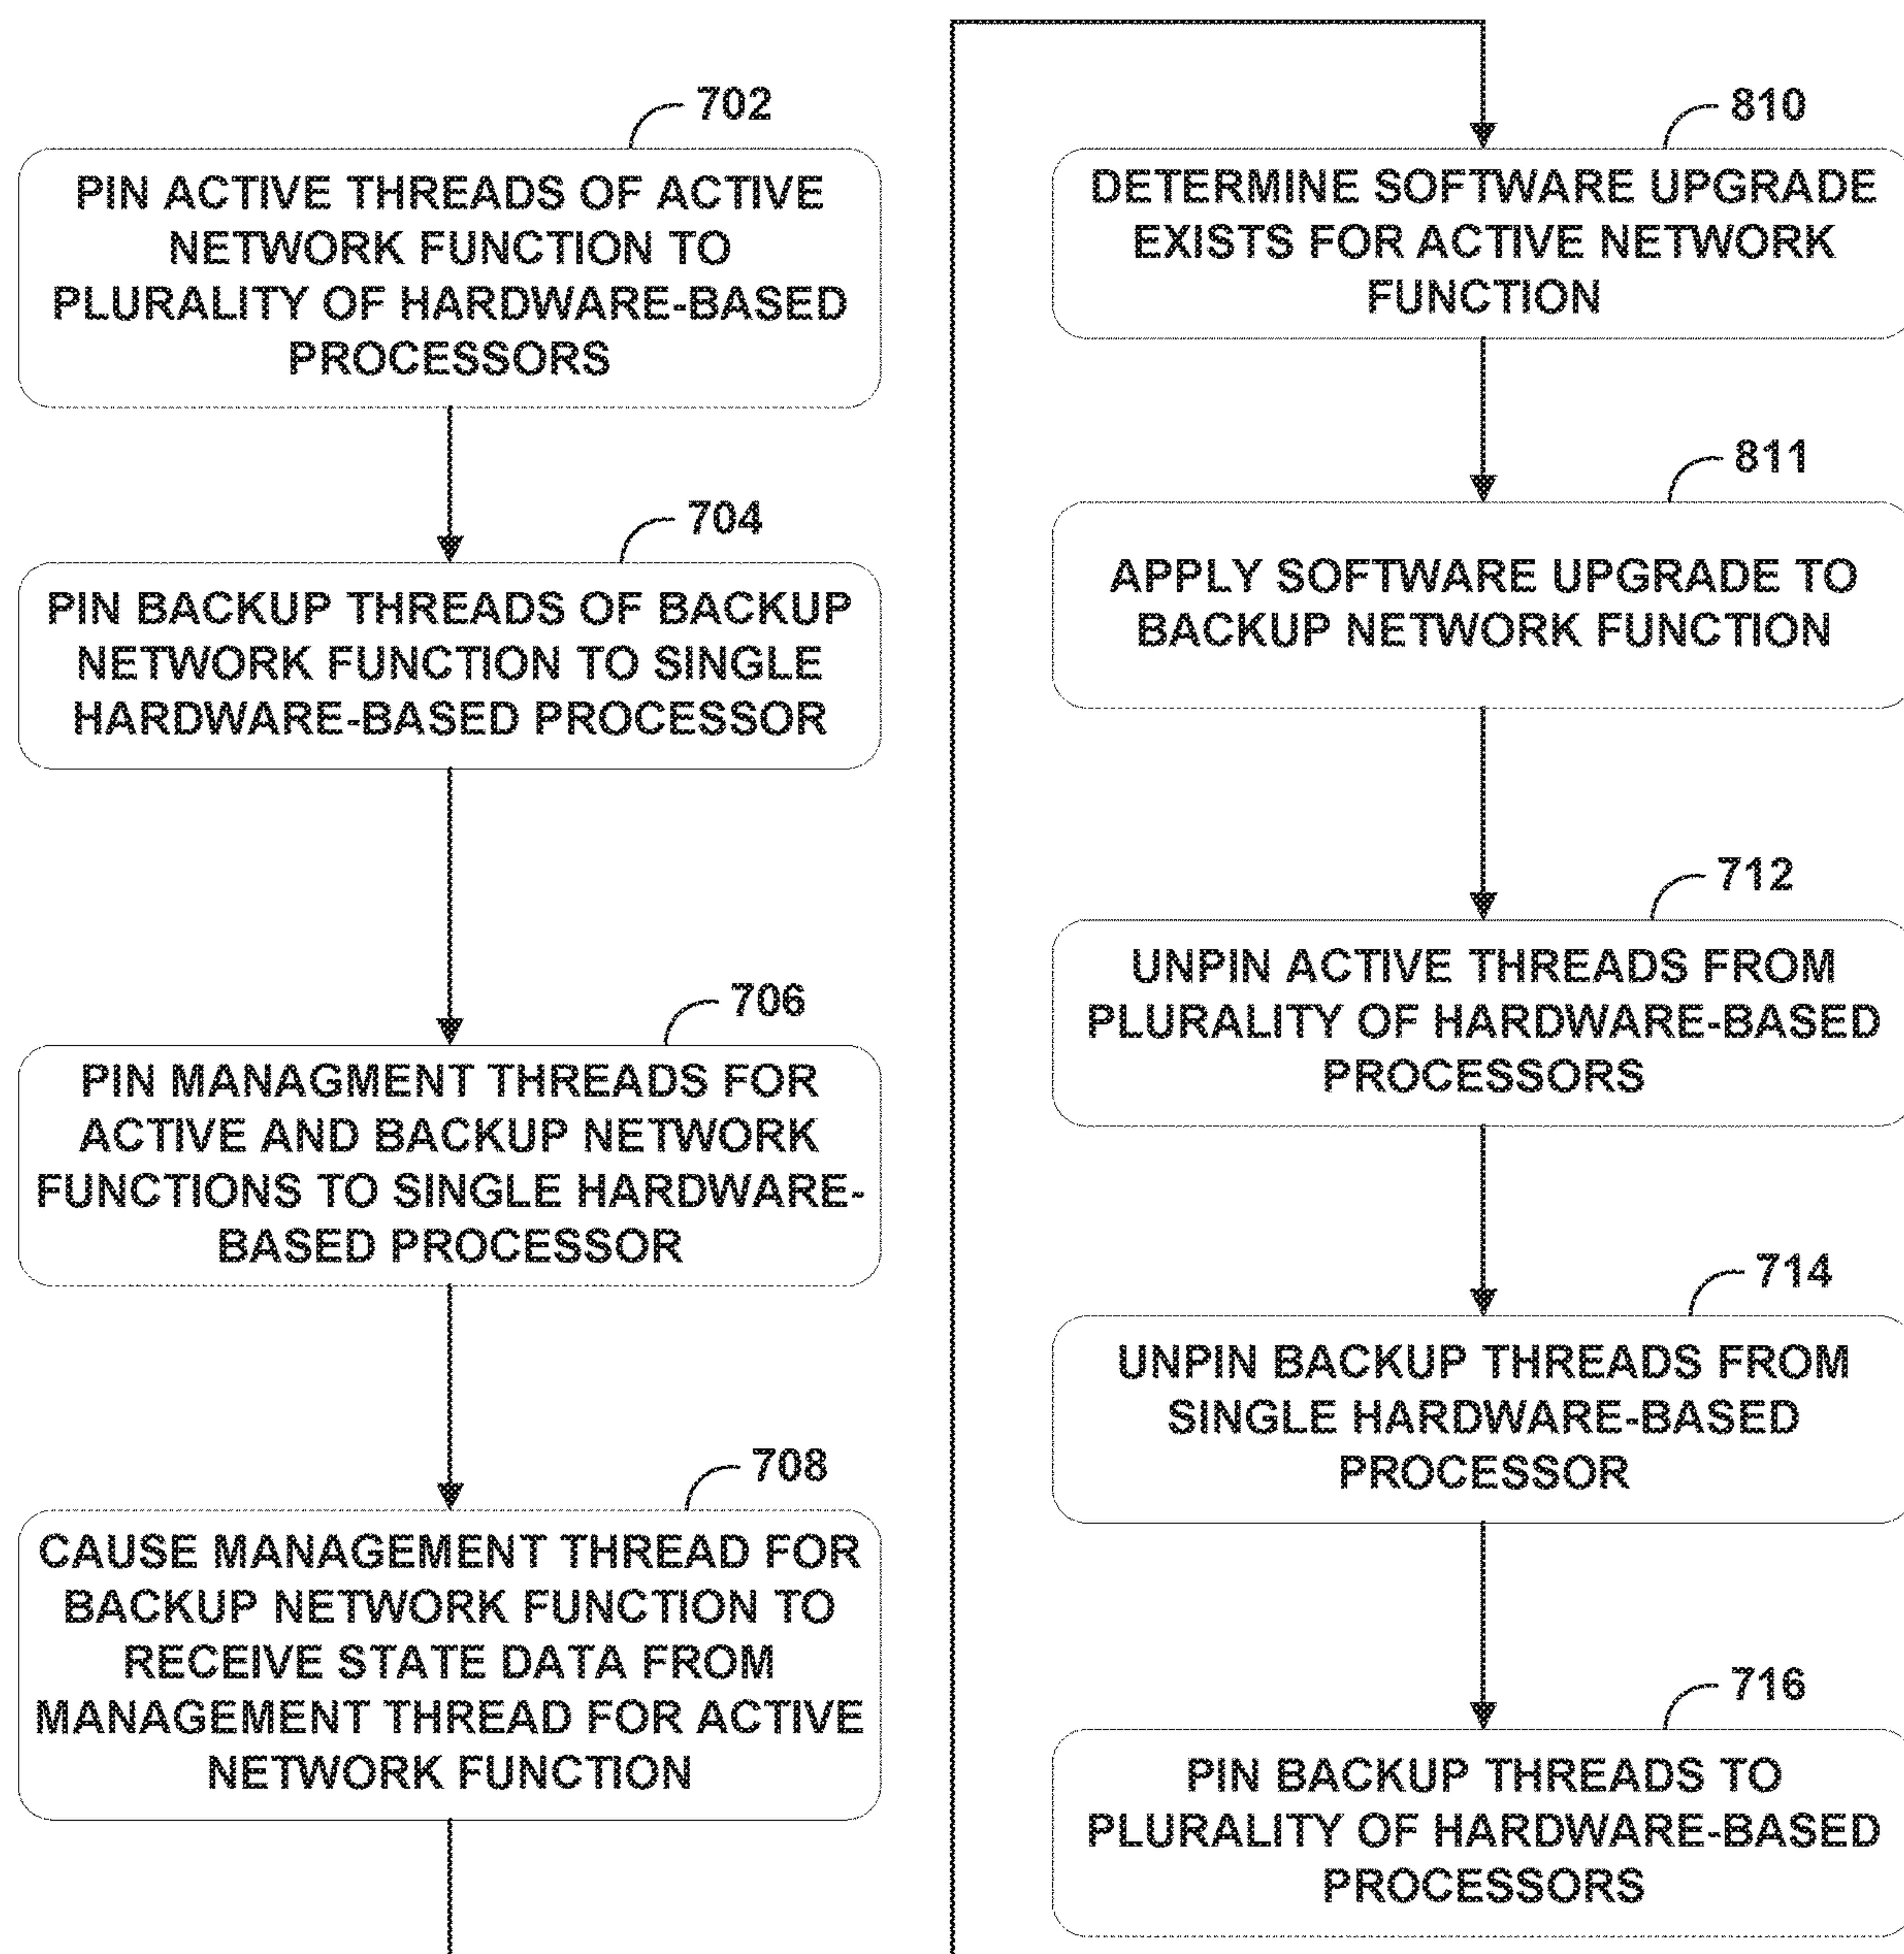 702
PIN ACTIVE THREADS OF ACTIVE
NETWORK FUNCTION TO
PLURALITY OF HARDWARE-BASED
PROCESSORS
704
PIN BACKUP THREADS OF BACKUP
NETWORK FUNCTION TO SINGLE
HARDWARE-BASED PROCESSOR
706
PIN MANAGMENT THREADS FOR
ACTIVE AND BACKUP NETWORK
FUNCTIONS TO SINGLE HARDWARE-
BASED PROCESSOR
708
CAUSE MANAGEMENT THREAD FOR
BACKUP NETWORK FUNCTION TO
RECEIVE STATE DATA FROM
MANAGEMENT THREAD FOR ACTIVE
NETWORK FUNCTION
810
DETERMINE SOFTWARE UPGRADE
EXISTS FOR ACTIVE NETWORK
FUNCTION
811
APPLY SOFTWARE UPGRADE TO
BACKUP NETWORK FUNCTION
712
UNPIN ACTIVE THREADS FROM
PLURALITY OF HARDWARE-BASED
PROCESSORS
714
UNPIN BACKUP THREADS FROM
SINGLE HARDWARE-BASED
PROCESSOR
716
PIN BACKUP THREADS TO
PLURALITY OF HARDWARE-BASED
PROCESSORS